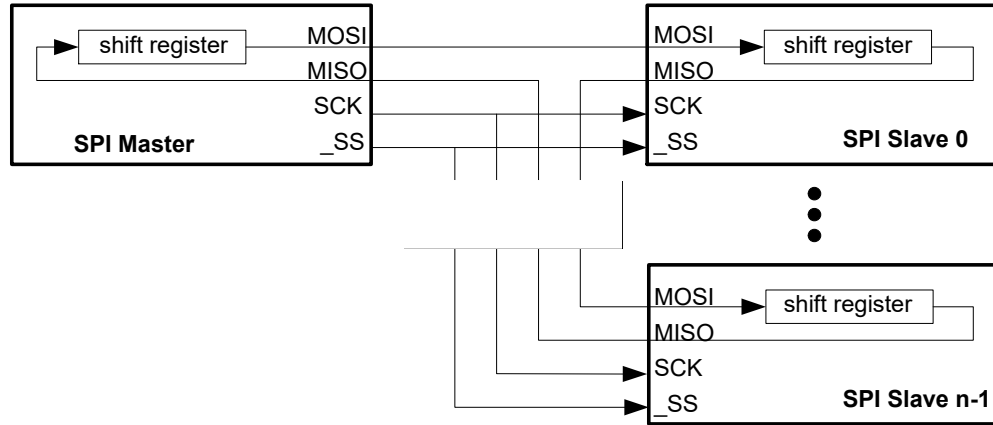 shift register
MOSI
MISO
SCK
_SS
SPI Master
MOSI
shift register
MISO
SCK
_SS
SPI Slave 0
MOSI
shift register
MISO
SCK
_SS
SPI Slave n-1